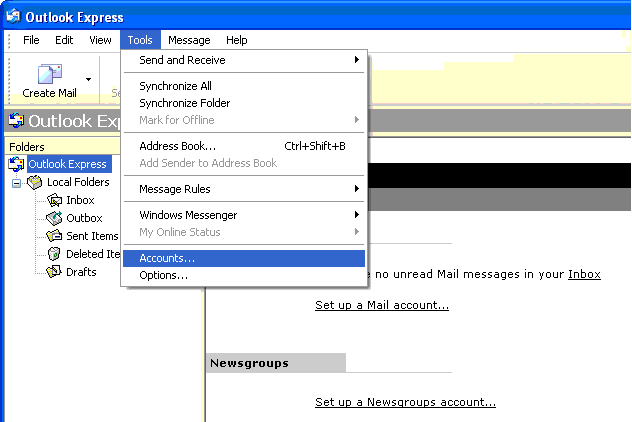 Outlook Express
File Edit View Tools Message Help
Send and Receive
Create Mail
Synchronize All
Synchronize Folder
Mark for Offline
Outlook Exp
Address Book... Ctrl+Shift+B
Folders
Outlook Express
Add Sender to Address Book
Local Folders
Message Rules
Inbox
Outbox
Windows Messenger
Sent Items
My Online Status
Deleted Ite
Accounts...
Drafts
Options...
no unread Mail messages in your Inbox
Set up a Mail account...
Newsgroups
Set up a Newsgroups account...